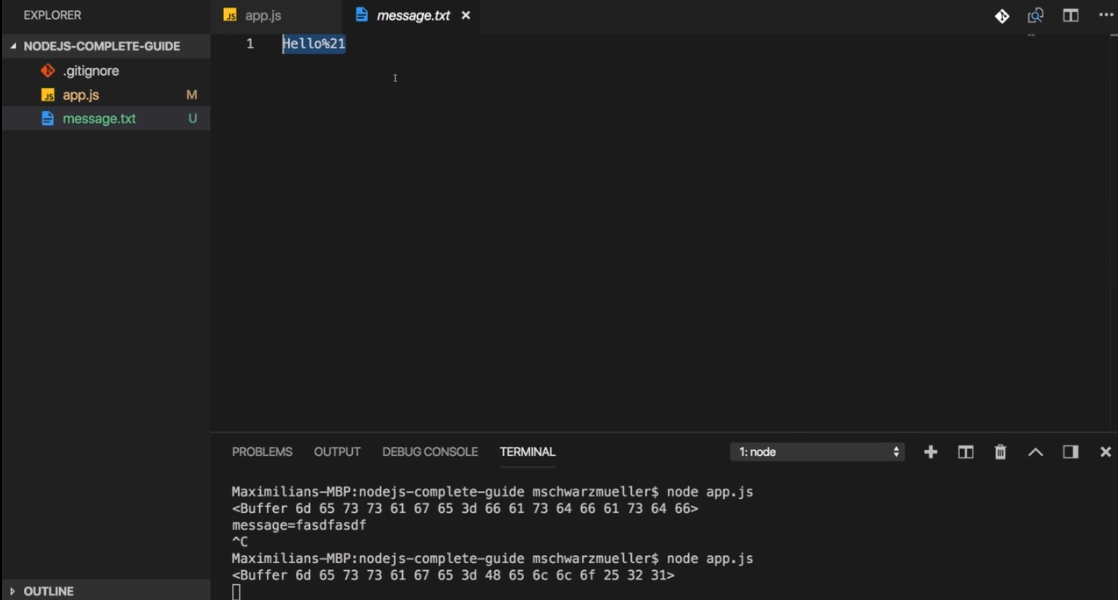 EXPLORER
NODEJS-COMPLETE-GUIDE
.gitignore
JS app.js M
message.txt U
OUTLINE
JS app.js
message.txt
1 Hello%21
PROBLEMS OUTPUT DEBUG CONSOLE TERMINAL 1: node
Maximilians-MBP:nodejs-complete-guide mschwarzmueller$ node app.js
<Buffer 6d 65 73 73 61 67 65 3d 66 61 73 64 66 61 73 64 66>
message=fasdfasdf
^C
Maximilians-MBP:nodejs-complete-guide mschwarzmueller$ node app.js
<Buffer 6d 65 73 73 61 67 65 3d 48 65 6c 6c 6f 25 32 31>